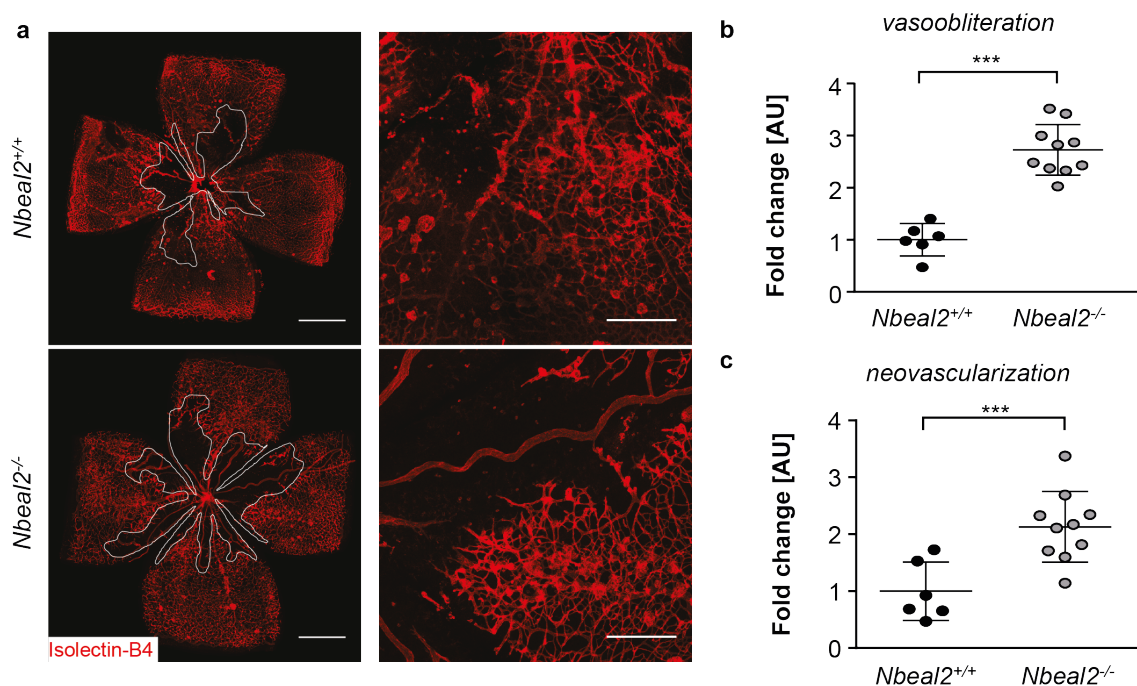 a
Nbeal2+/+
Nbeal2-/-
Isolectin-B4
b
vasoobliteration
***
Fold change [AU]
4
3
2
1
0
Nbeal2+/+ Nbeal2-/-
c
neovascularization
***
Fold change [AU]
4
3
2
1
0
Nbeal2+/+ Nbeal2-/-